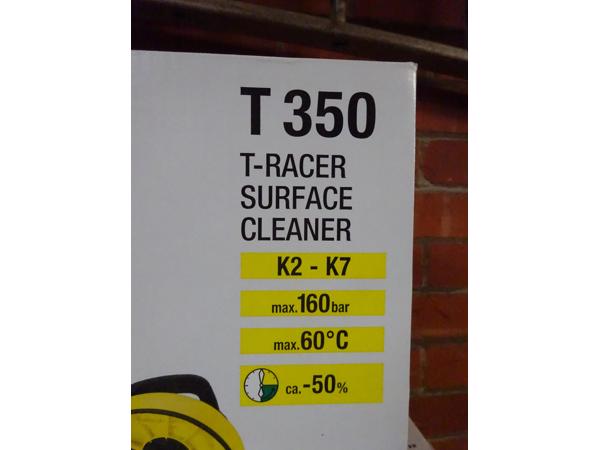 T 350
T-RACER
SURFACE
CLEANER
K2 - K7
max.160bar
max.60°C
ca.-50%